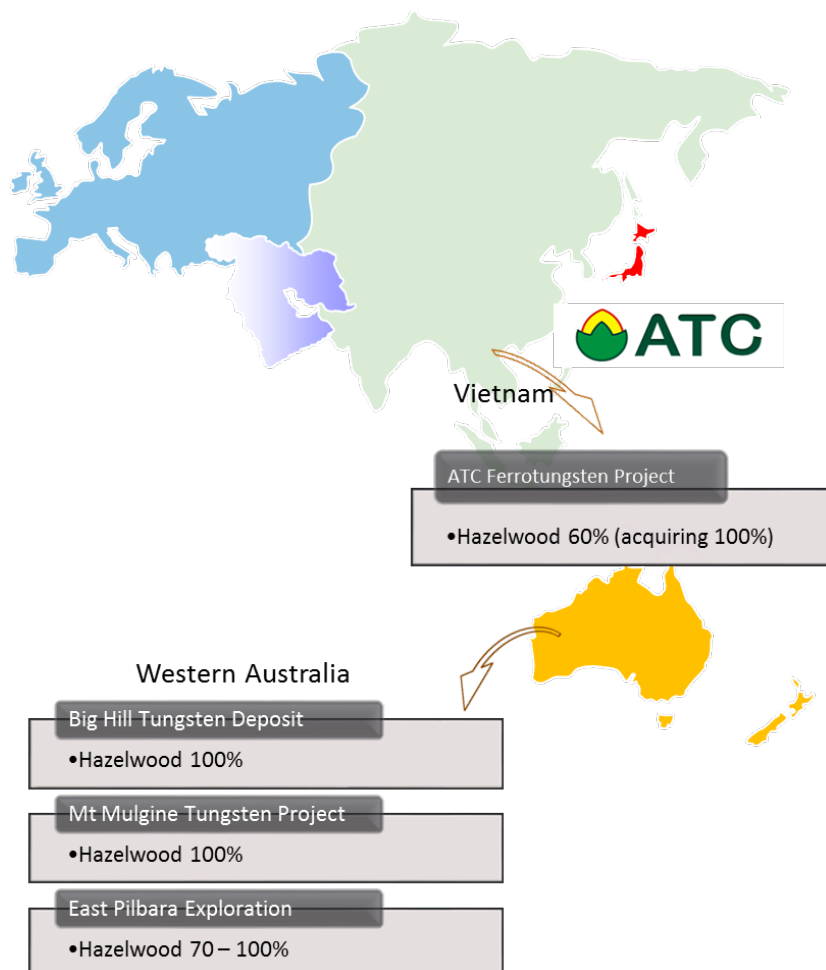 ATC
Vietnam
ATC Ferrotungsten Project
•Hazelwood 60% (acquiring 100%)
Western Australia
Big Hill Tungsten Deposit
•Hazelwood 100%
Mt Mulgine Tungsten Project
•Hazelwood 100%
East Pilbara Exploration
•Hazelwood 70 – 100%